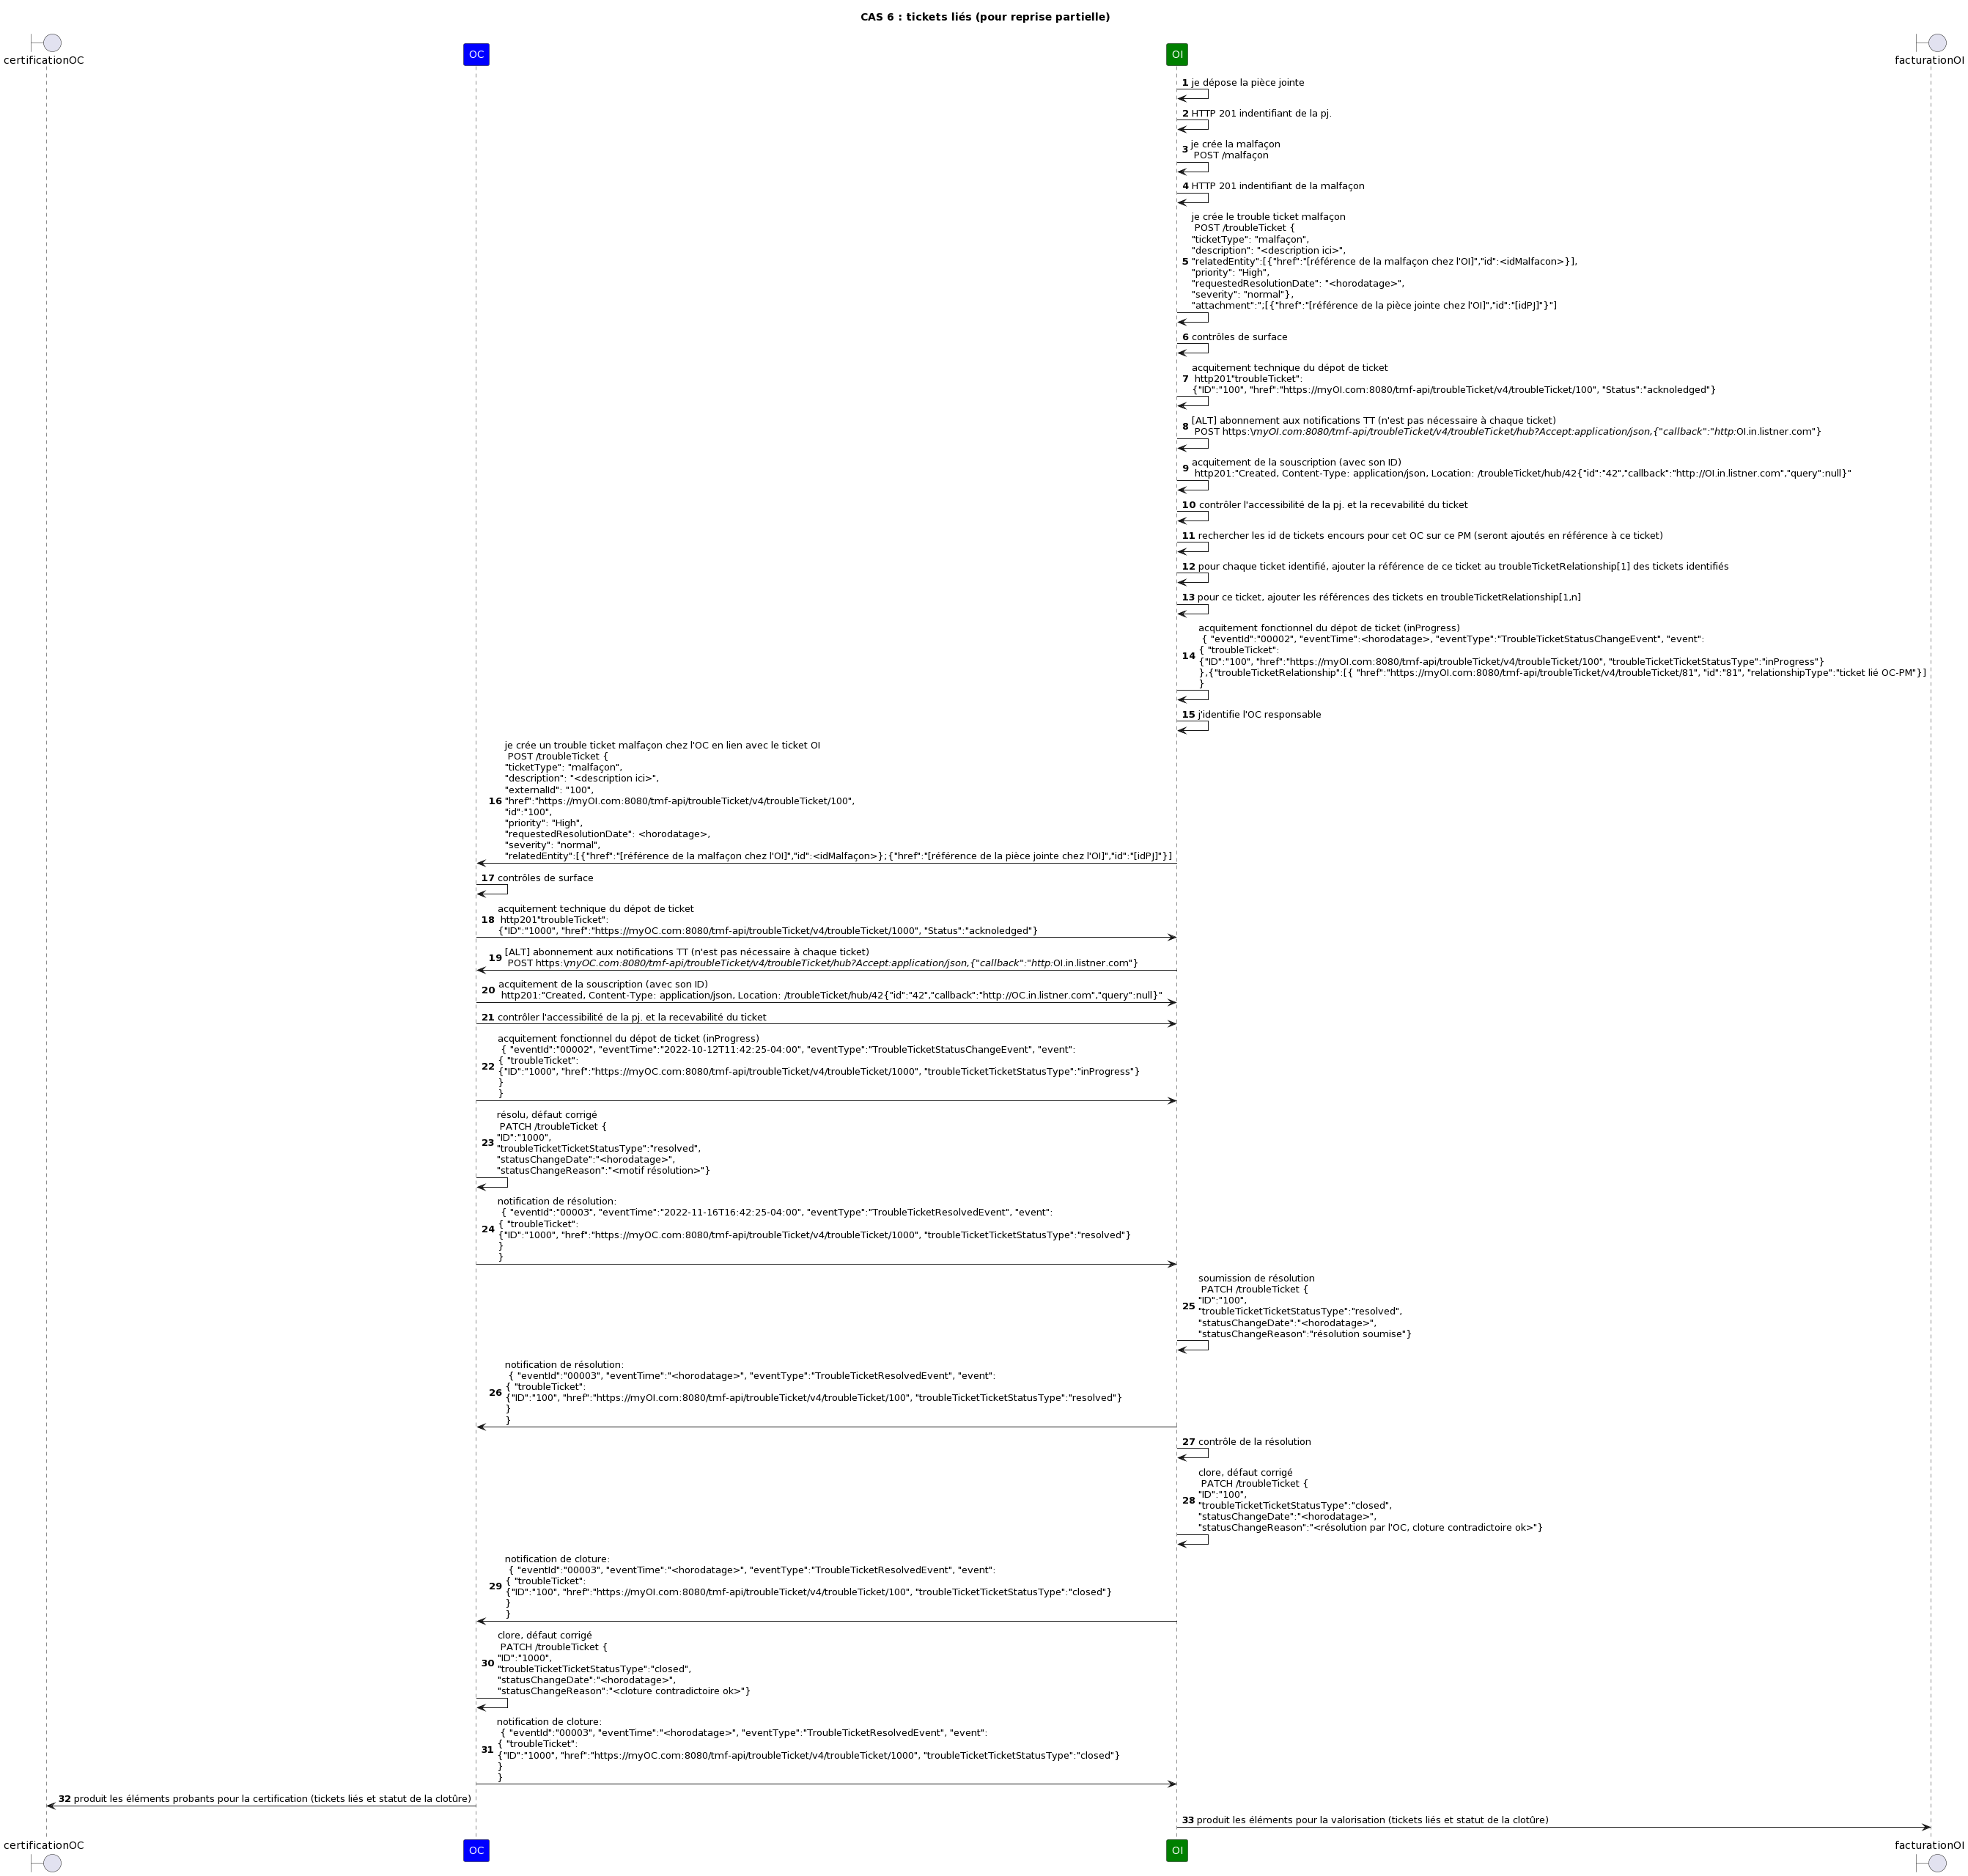 CAS 6 : tickets liés (pour reprise partielle)
certificationOC
OC
OI
facturationOI
1 je dépose la pièce jointe
2 HTTP 201 indentifiant de la pj.
3 je crée la malfaçon
POST /malfaçon
4 HTTP 201 indentifiant de la malfaçon
je crée le trouble ticket malfaçon
POST /troubleTicket {
"ticketType": "malfaçon",
"description": "<description ici>",
5 "relatedEntity":[{"href":"[référence de la malfaçon chez l'OI]","id":<idMalfacon>}],
"priority": "High",
"requestedResolutionDate": "<horodatage>",
"severity": "normal"},
"attachment":";[{"href":"[référence de la pièce jointe chez l'OI]","id":"[idPJ]"}"]
6 contrôles de surface
acquitement technique du dépot de ticket
7 http201"troubleTicket":
{"ID":"100", "href":"https://myOI.com:8080/tmf-api/troubleTicket/v4/troubleTicket/100", "Status":"acknoledged"}
8 [ALT] abonnement aux notifications TT (n'est pas nécessaire à chaque ticket)
POST https:\myOI.com:8080/tmf-api/troubleTicket/v4/troubleTicket/hub?Accept:application/json,{"callback":"http:OI.in.listner.com"}
9 acquitement de la souscription (avec son ID)
http201:"Created, Content-Type: application/json, Location: /troubleTicket/hub/42{"id":"42","callback":"http://OI.in.listner.com","query":null}"
10 contrôler l'accessibilité de la pj. et la recevabilité du ticket
11 rechercher les id de tickets encours pour cet OC sur ce PM (seront ajoutés en référence à ce ticket)
12 pour chaque ticket identifié, ajouter la référence de ce ticket au troubleTicketRelationship[1] des tickets identifiés
13 pour ce ticket, ajouter les références des tickets en troubleTicketRelationship[1,n]
acquitement fonctionnel du dépot de ticket (inProgress)
{ "eventId":"00002", "eventTime":<horodatage>, "eventType":"TroubleTicketStatusChangeEvent", "event":
14 { "troubleTicket":
{"ID":"100", "href":"https://myOI.com:8080/tmf-api/troubleTicket/v4/troubleTicket/100", "troubleTicketTicketStatusType":"inProgress"}
},{"troubleTicketRelationship":[{ "href":"https://myOI.com:8080/tmf-api/troubleTicket/v4/troubleTicket/81", "id":"81", "relationshipType":"ticket lié OC-PM"}]
}
15 j'identifie l'OC responsable
je crée un trouble ticket malfaçon chez l'OC en lien avec le ticket OI
POST /troubleTicket {
"ticketType": "malfaçon",
"description": "<description ici>",
"externalId": "100",
16 "href":"https://myOI.com:8080/tmf-api/troubleTicket/v4/troubleTicket/100",
"id":"100",
"priority": "High",
"requestedResolutionDate": <horodatage>,
"severity": "normal",
"relatedEntity":[{"href":"[référence de la malfaçon chez l'OI]","id":<idMalfaçon>};{"href":"[référence de la pièce jointe chez l'OI]","id":"[idPJ]"}]
17 contrôles de surface
acquitement technique du dépot de ticket
18 http201"troubleTicket":
{"ID":"1000", "href":"https://myOC.com:8080/tmf-api/troubleTicket/v4/troubleTicket/1000", "Status":"acknoledged"}
19 [ALT] abonnement aux notifications TT (n'est pas nécessaire à chaque ticket)
POST https:\myOC.com:8080/tmf-api/troubleTicket/v4/troubleTicket/hub?Accept:application/json,{"callback":"http:OI.in.listner.com"}
20 acquitement de la souscription (avec son ID)
http201:"Created, Content-Type: application/json, Location: /troubleTicket/hub/42{"id":"42","callback":"http://OC.in.listner.com","query":null}"
21 contrôler l'accessibilité de la pj. et la recevabilité du ticket
acquitement fonctionnel du dépot de ticket (inProgress)
{ "eventId":"00002", "eventTime":"2022-10-12T11:42:25-04:00", "eventType":"TroubleTicketStatusChangeEvent", "event":
22 { "troubleTicket":
{"ID":"1000", "href":"https://myOC.com:8080/tmf-api/troubleTicket/v4/troubleTicket/1000", "troubleTicketTicketStatusType":"inProgress"}
}
}
résolu, défaut corrigé
PATCH /troubleTicket {
23 "ID":"1000",
"troubleTicketTicketStatusType":"resolved",
"statusChangeDate":"<horodatage>",
"statusChangeReason":"<motif résolution>"}
notification de résolution:
{ "eventId":"00003", "eventTime":"2022-11-16T16:42:25-04:00", "eventType":"TroubleTicketResolvedEvent", "event":
24 { "troubleTicket":
{"ID":"1000", "href":"https://myOC.com:8080/tmf-api/troubleTicket/v4/troubleTicket/1000", "troubleTicketTicketStatusType":"resolved"}
}
}
soumission de résolution
PATCH /troubleTicket {
25 "ID":"100",
"troubleTicketTicketStatusType":"resolved",
"statusChangeDate":"<horodatage>",
"statusChangeReason":"résolution soumise"}
notification de résolution:
{ "eventId":"00003", "eventTime":"<horodatage>", "eventType":"TroubleTicketResolvedEvent", "event":
26 { "troubleTicket":
{"ID":"100", "href":"https://myOI.com:8080/tmf-api/troubleTicket/v4/troubleTicket/100", "troubleTicketTicketStatusType":"resolved"}
}
}
27 contrôle de la résolution
clore, défaut corrigé
PATCH /troubleTicket {
28 "ID":"100",
"troubleTicketTicketStatusType":"closed",
"statusChangeDate":"<horodatage>",
"statusChangeReason":"<résolution par l'OC, cloture contradictoire ok>"}
notification de cloture:
{ "eventId":"00003", "eventTime":"<horodatage>", "eventType":"TroubleTicketResolvedEvent", "event":
29 { "troubleTicket":
{"ID":"100", "href":"https://myOI.com:8080/tmf-api/troubleTicket/v4/troubleTicket/100", "troubleTicketTicketStatusType":"closed"}
}
}
clore, défaut corrigé
PATCH /troubleTicket {
30 "ID":"1000",
"troubleTicketTicketStatusType":"closed",
"statusChangeDate":"<horodatage>",
"statusChangeReason":"<cloture contradictoire ok>"}
notification de cloture:
{ "eventId":"00003", "eventTime":"<horodatage>", "eventType":"TroubleTicketResolvedEvent", "event":
31 { "troubleTicket":
{"ID":"1000", "href":"https://myOC.com:8080/tmf-api/troubleTicket/v4/troubleTicket/1000", "troubleTicketTicketStatusType":"closed"}
}
}
32 produit les éléments probants pour la certification (tickets liés et statut de la clotûre)
33 produit les éléments pour la valorisation (tickets liés et statut de la clotûre)
certificationOC
OC
OI
facturationOI